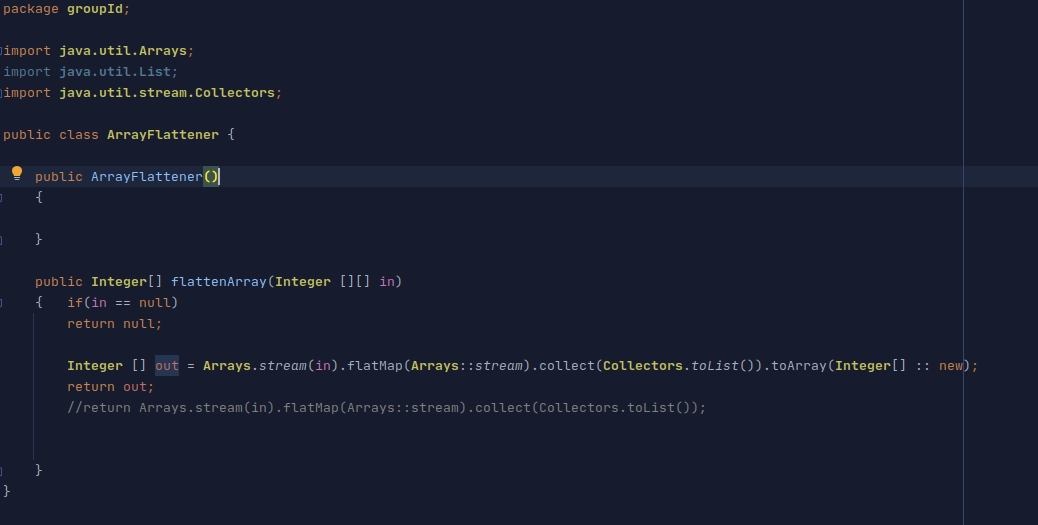 package groupId;
import java.util.Arrays;
import java.util.List;
import java.util.stream.Collectors;
public class ArrayFlattener {
public ArrayFlattener()
{
}
public Integer[] flattenArray(Integer [][] in)
{   if(in == null)
return null;
Integer [] out = Arrays.stream(in).flatMap(Arrays::stream).collect(Collectors.toList()).toArray(Integer[] :: new);
return out;
//return Arrays.stream(in).flatMap(Arrays::stream).collect(Collectors.toList());
}
}